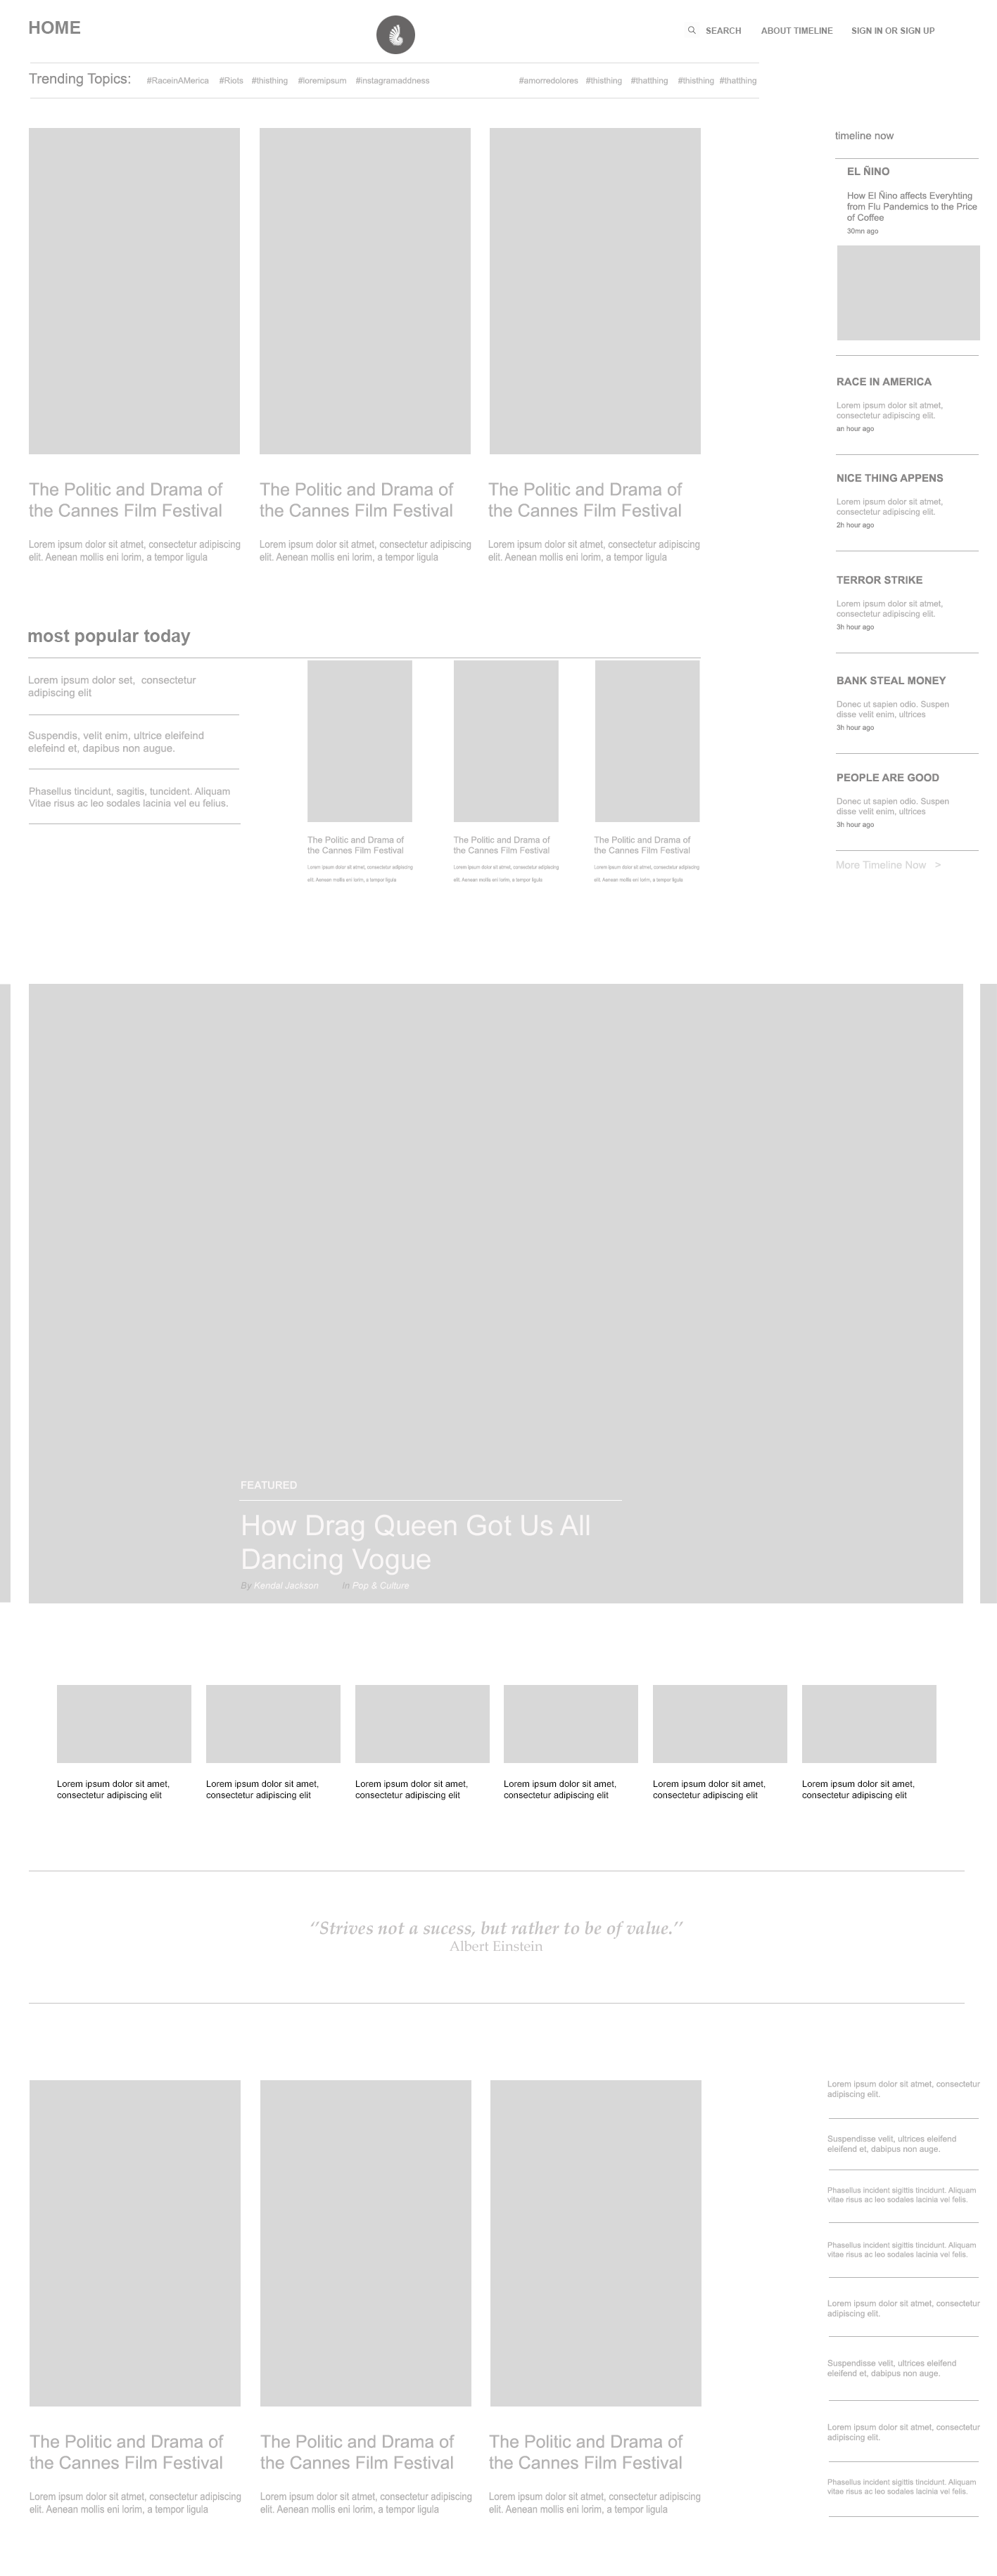 HOME
SEARCH ABOUT TIMELINE SIGN IN OR SIGN UP
Trending Topics: #RaceinAMerica #Riots #thisthing #loremipsum #instagramaddness #amorredolores #thisthing #thatthing #thisthing #thatthing
timeline now
EL ÑINO
How El Ñino affects Everyhting
from Flu Pandemics to the Price
of Coffee
30mn ago
RACE IN AMERICA
Lorem ipsum dolor sit atmet,
consectetur adipiscing elit.
an hour ago
NICE THING APPENS
Lorem ipsum dolor sit atmet,
consectetur adipiscing elit.
2h hour ago
TERROR STRIKE
Lorem ipsum dolor sit atmet,
consectetur adipiscing elit.
3h hour ago
BANK STEAL MONEY
Donec ut sapien odio. Suspen
disse velit enim, ultrices
3h hour ago
PEOPLE ARE GOOD
Donec ut sapien odio. Suspen
disse velit enim, ultrices
3h hour ago
More Timeline Now >
The Politic and Drama of
the Cannes Film Festival
Lorem ipsum dolor sit atmet, consectetur adipiscing
elit. Aenean mollis eni lorim, a tempor ligula
The Politic and Drama of
the Cannes Film Festival
Lorem ipsum dolor sit atmet, consectetur adipiscing
elit. Aenean mollis eni lorim, a tempor ligula
The Politic and Drama of
the Cannes Film Festival
Lorem ipsum dolor sit atmet, consectetur adipiscing
elit. Aenean mollis eni lorim, a tempor ligula
most popular today
Lorem ipsum dolor set, consectetur
adipiscing elit
Suspendis, velit enim, ultrice eleifeind
elefeind et, dapibus non augue.
Phasellus tincidunt, sagitis, tuncident. Aliquam
Vitae risus ac leo sodales lacinia vel eu felius.
The Politic and Drama of
the Cannes Film Festival
Lorem ipsum dolor sit atmet, consectetur adipiscing
elit. Aenean mollis eni lorim, a tempor ligula
The Politic and Drama of
the Cannes Film Festival
Lorem ipsum dolor sit atmet, consectetur adipiscing
elit. Aenean mollis eni lorim, a tempor ligula
The Politic and Drama of
the Cannes Film Festival
Lorem ipsum dolor sit atmet, consectetur adipiscing
elit. Aenean mollis eni lorim, a tempor ligula
FEATURED
How Drag Queen Got Us All
Dancing Vogue
By Kendal Jackson in Pop & Culture
Lorem ipsum dolor sit amet,
consectetur adipiscing elit
Lorem ipsum dolor sit amet,
consectetur adipiscing elit
Lorem ipsum dolor sit amet,
consectetur adipiscing elit
Lorem ipsum dolor sit amet,
consectetur adipiscing elit
Lorem ipsum dolor sit amet,
consectetur adipiscing elit
Lorem ipsum dolor sit amet,
consectetur adipiscing elit
‘’Strives not a sucess, but rather to be of value.’’
Albert Einstein
The Politic and Drama of
the Cannes Film Festival
Lorem ipsum dolor sit atmet, consectetur adipiscing
elit. Aenean mollis eni lorim, a tempor ligula
The Politic and Drama of
the Cannes Film Festival
Lorem ipsum dolor sit atmet, consectetur adipiscing
elit. Aenean mollis eni lorim, a tempor ligula
The Politic and Drama of
the Cannes Film Festival
Lorem ipsum dolor sit atmet, consectetur adipiscing
elit. Aenean mollis eni lorim, a tempor ligula
Lorem ipsum dolor sit atmet, consectetur
adipiscing elit.
Suspendisse velit, ultrices eleifend
eleifend et, dabipus non auge.
Phasellus incident sigittis tincidunt. Aliquam
vitae risus ac leo sodales lacinia vel felis.
Phasellus incident sigittis tincidunt. Aliquam
vitae risus ac leo sodales lacinia vel felis.
Lorem ipsum dolor sit atmet, consectetur
adipiscing elit.
Suspendisse velit, ultrices eleifend
eleifend et, dabipus non auge.
Lorem ipsum dolor sit atmet, consectetur
adipiscing elit.
Phasellus incident sigittis tincidunt. Aliquam
vitae risus ac leo sodales lacinia vel felis.